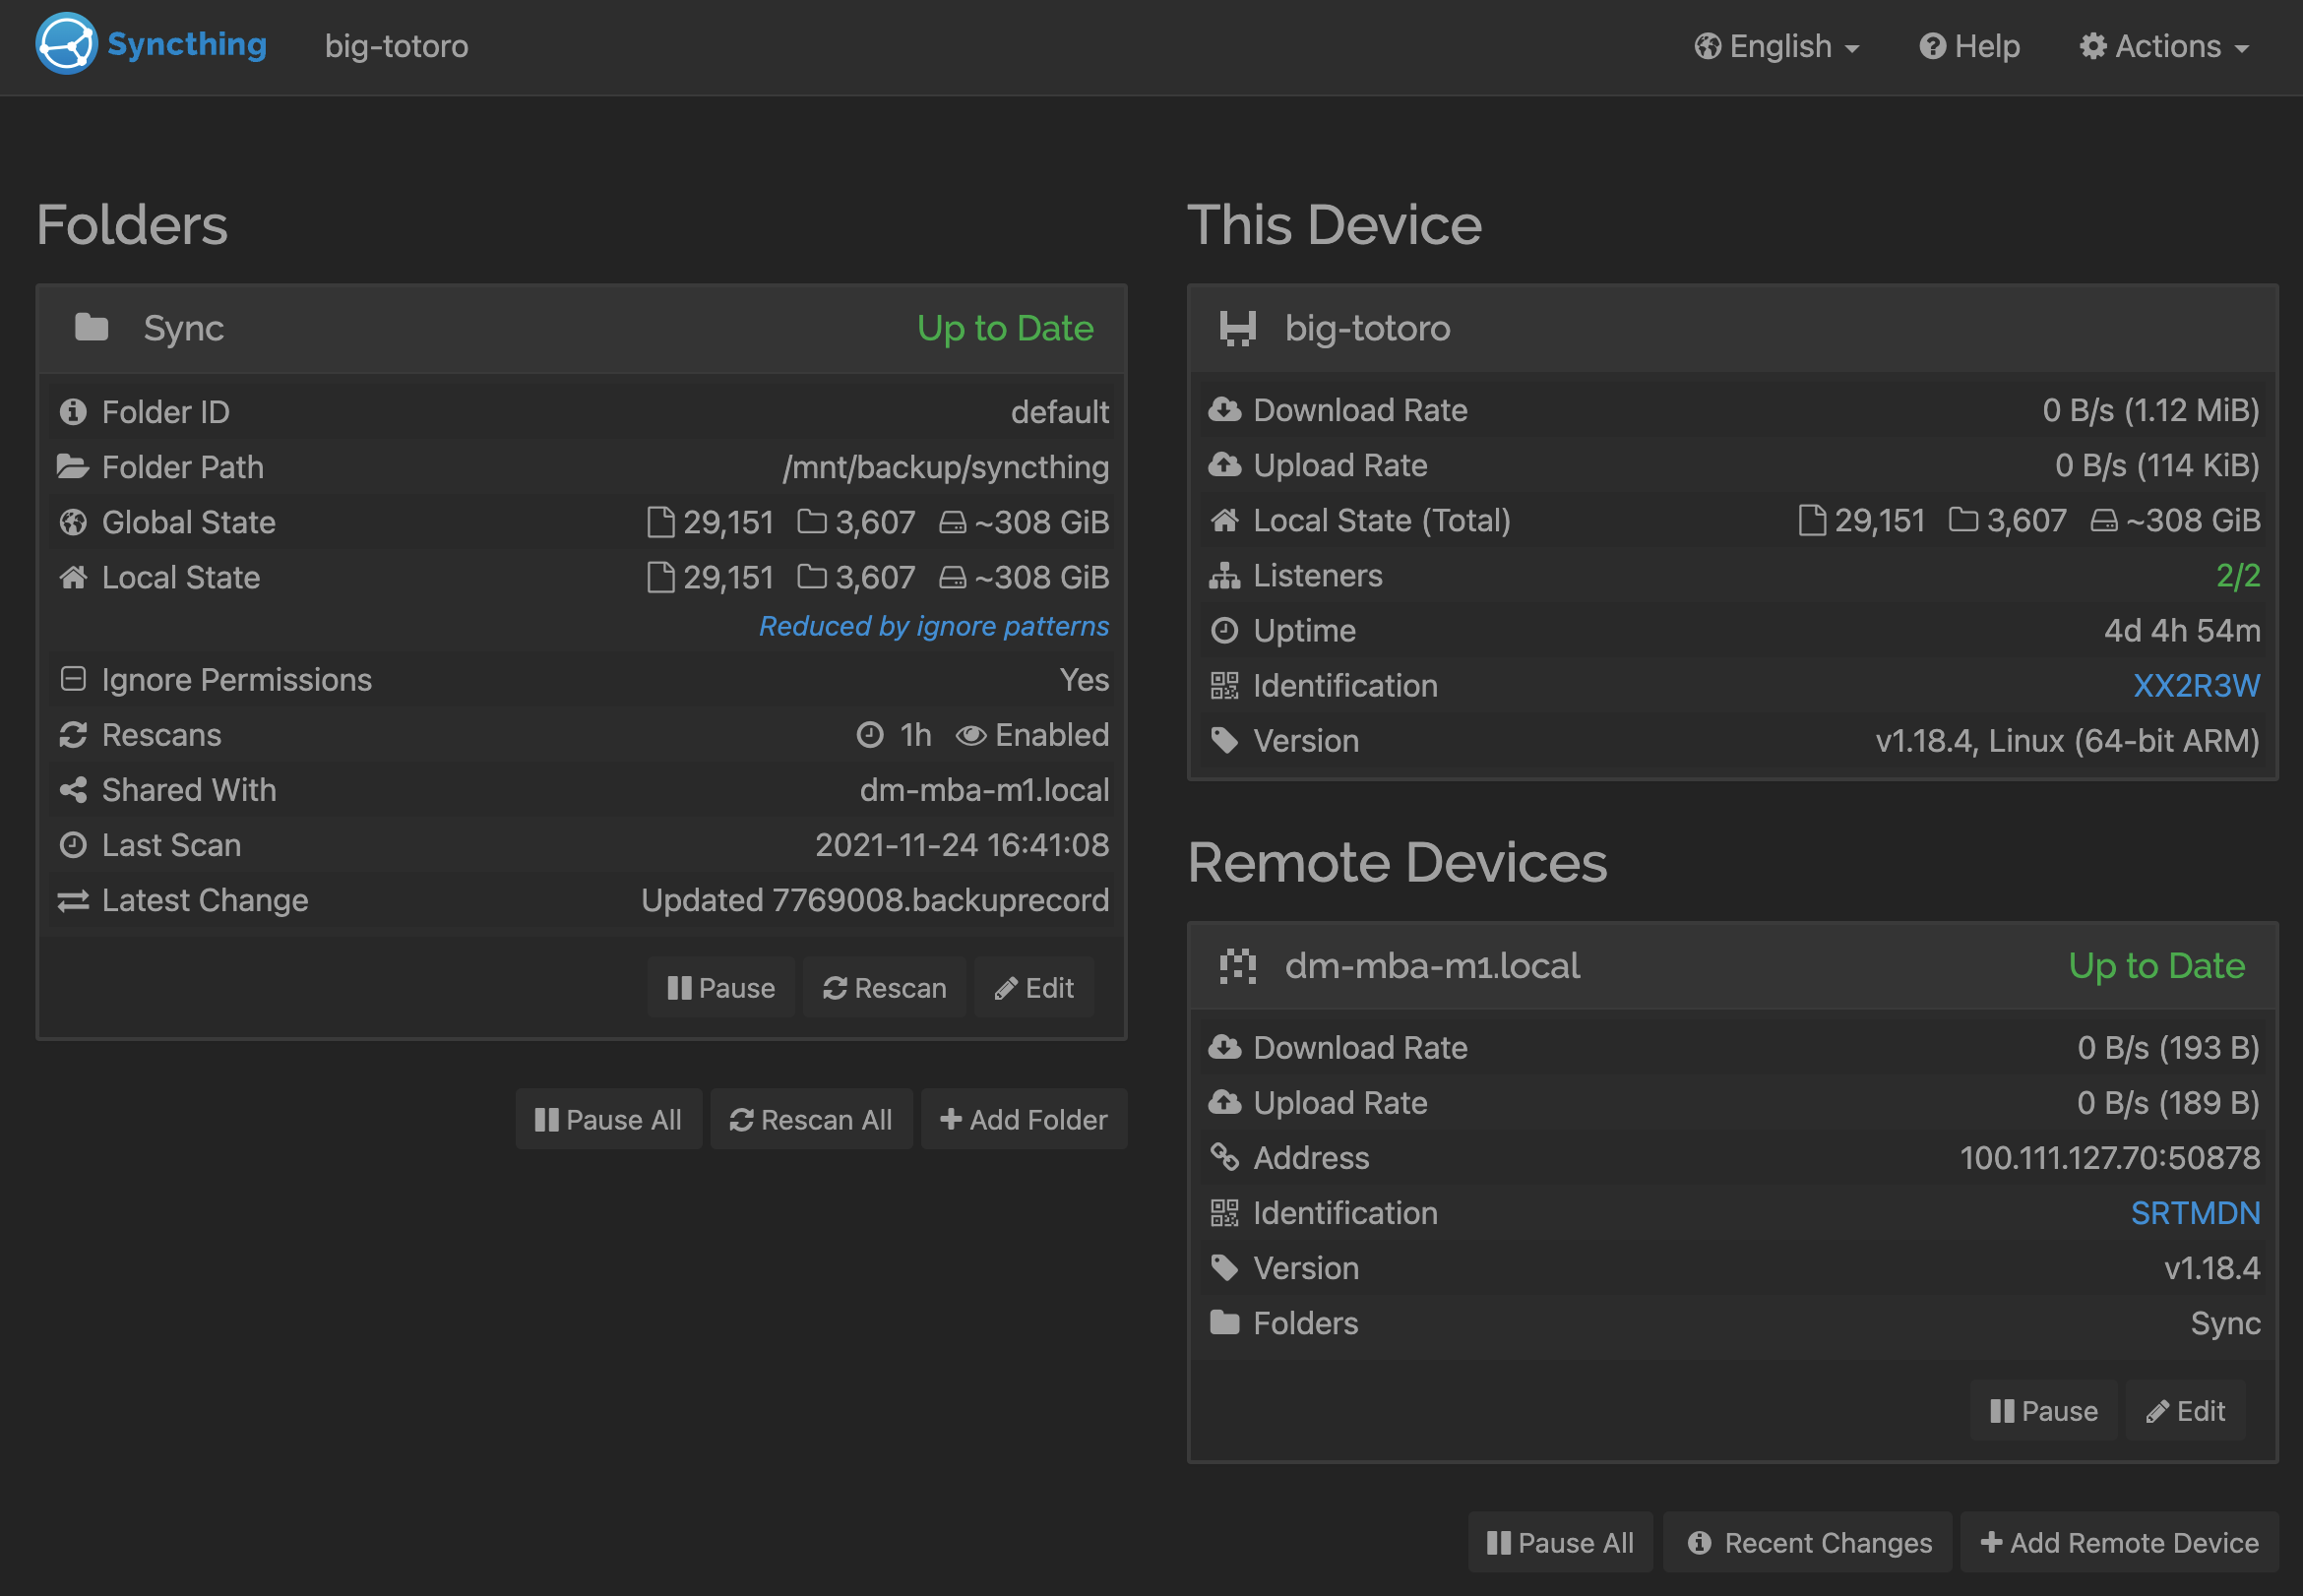 Syncthing big-totoro English Help Actions
Folders
Sync Up to Date
Folder ID default
Folder Path /mnt/backup/syncthing
Global State 29,151 3,607 ~308 GiB
Local State 29,151 3,607 ~308 GiB
Reduced by ignore patterns
Ignore Permissions Yes
Rescans 1h Enabled
Shared With dm-mba-m1.local
Last Scan 2021-11-24 16:41:08
Latest Change Updated 7769008.backuprecord
Pause Rescan Edit
Pause All Rescan All Add Folder
This Device
big-totoro
Download Rate 0 B/s (1.12 MiB)
Upload Rate 0 B/s (114 KiB)
Local State (Total) 29,151 3,607 ~308 GiB
Listeners 2/2
Uptime 4d 4h 54m
Identification XX2R3W
Version v1.18.4, Linux (64-bit ARM)
Remote Devices
dm-mba-m1.local Up to Date
Download Rate 0 B/s (193 B)
Upload Rate 0 B/s (189 B)
Address 100.111.127.70:50878
Identification SRTMDN
Version v1.18.4
Folders Sync
Pause Edit
Pause All Recent Changes Add Remote Device